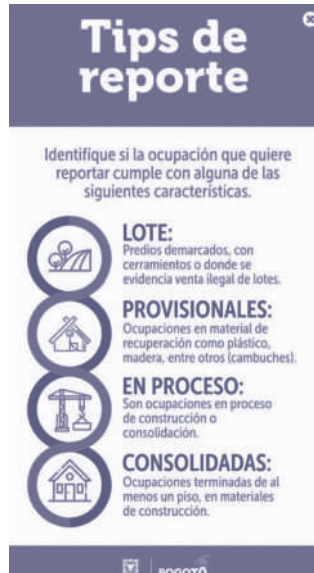 Tips de
reporte
Identifique si la ocupación que quiere
reportar cumple con alguna de las
siguientes características.
LOTE:
Predios demarcados, con
cerramientos o donde se
evidencia venta ilegal de lotes.
PROVISIONALES:
Ocupaciones en material de
recuperación como plástico,
madera, entre otros (cambuches).
EN PROCESO:
Son ocupaciones en proceso
de construcción o
consolidación.
CONSOLIDADAS:
Ocupaciones terminadas de al
menos un piso, en materiales
de construcción.
BOGOTÁ